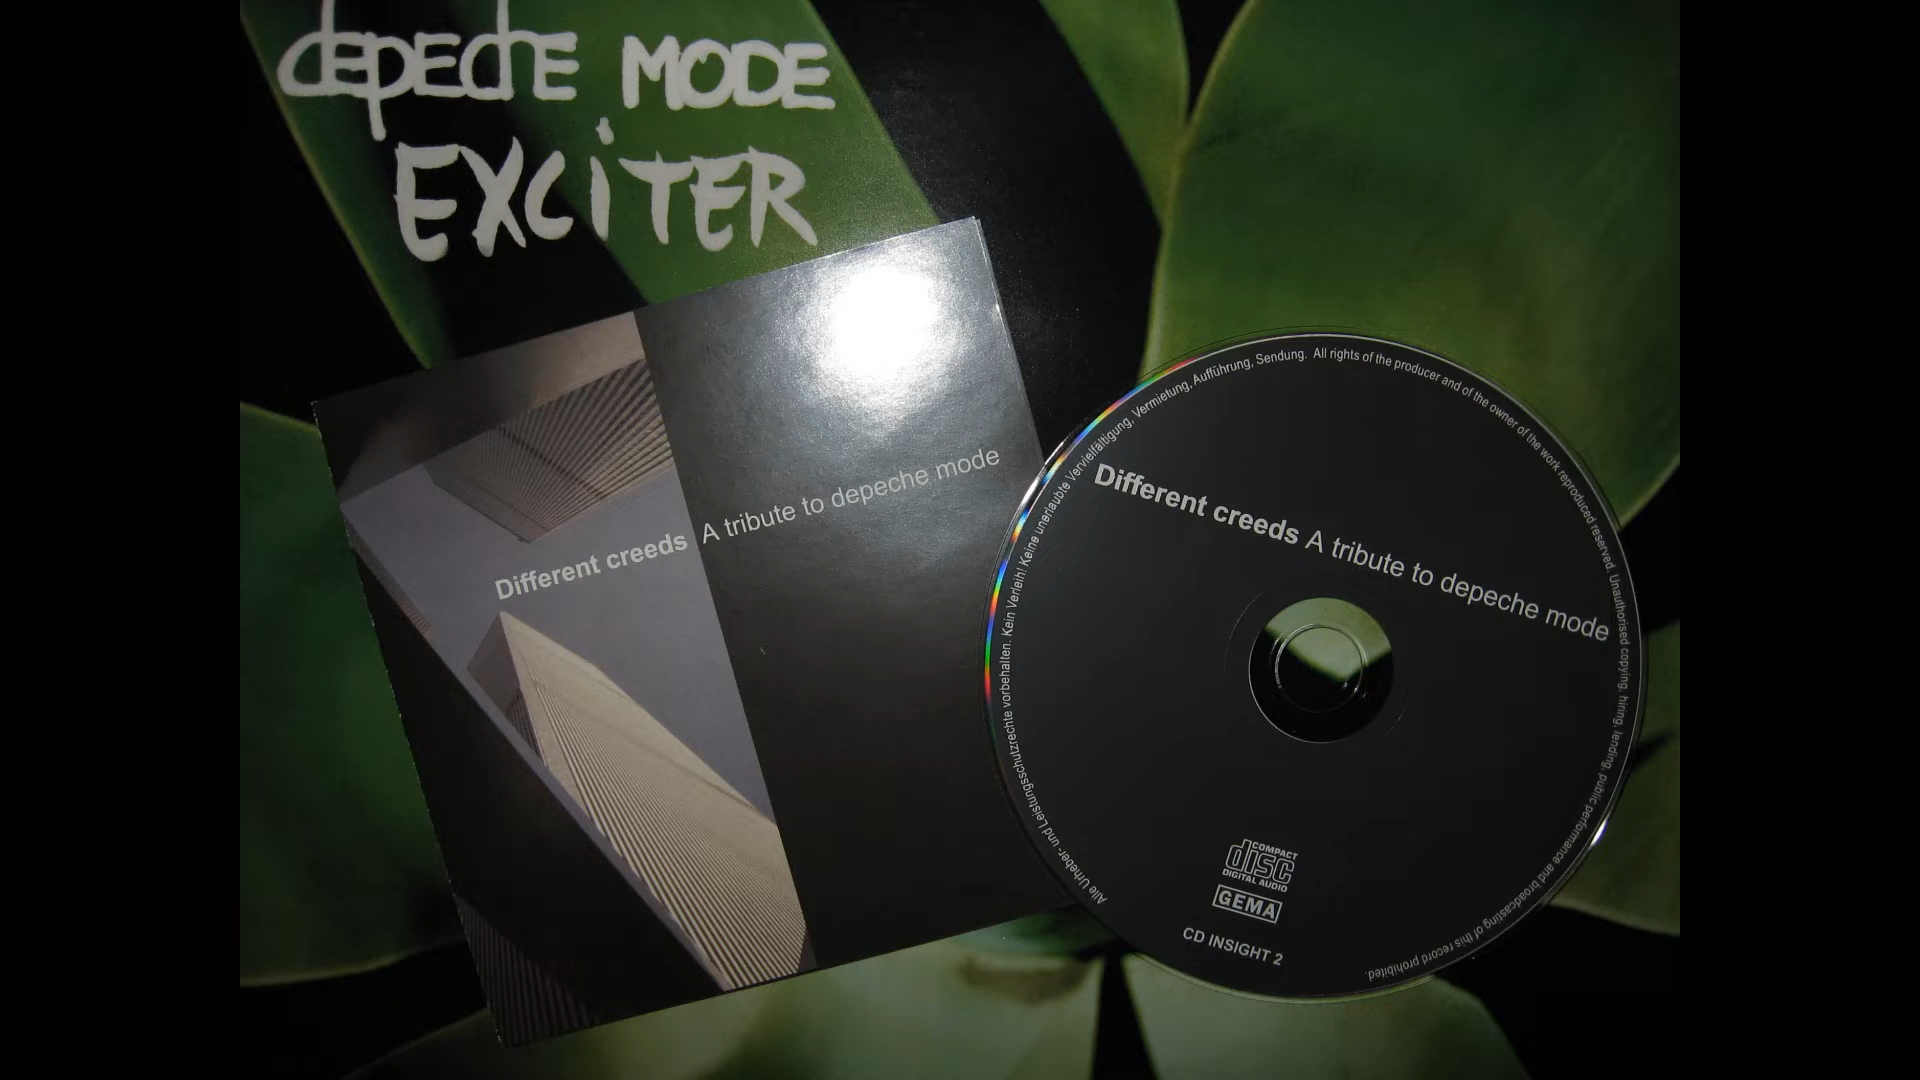 depeche MODE
EXCiTER
Different creeds A tribute to depeche mode
Different creeds A tribute to depeche mode
COMPACT
disc
DIGITAL AUDIO
GEMA
CD INSIGHT 2
Alle Urheber- und Leistungsschutzrechte vorbehalten. Kein Verleih! Keine unerlaubte Vervielfältigung, Vermietung, Aufführung, Sendung. All rights of the producer and of the owner of the work reproduced reserved. Unauthorised copying, hiring, lending, public performance and broadcasting of this record prohibited.